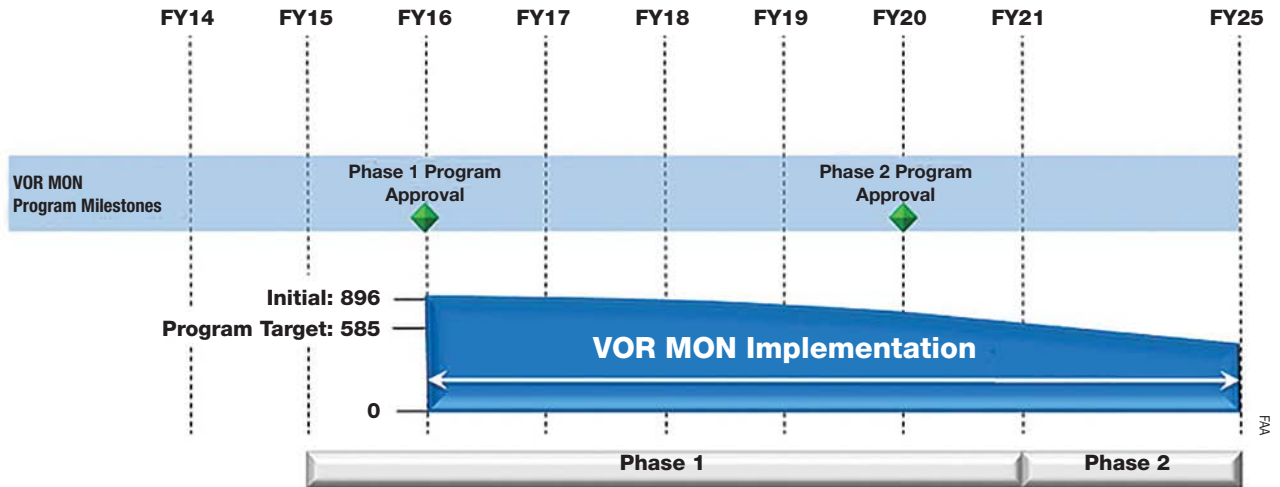 FY14 FY15 FY16 FY17 FY18 FY19 FY20 FY21 FY25
VOR MON
Program Milestones
Phase 1 Program
Approval
Phase 2 Program
Approval
Initial: 896
Program Target: 585
VOR MON Implementation
0
FAA
Phase 1 Phase 2